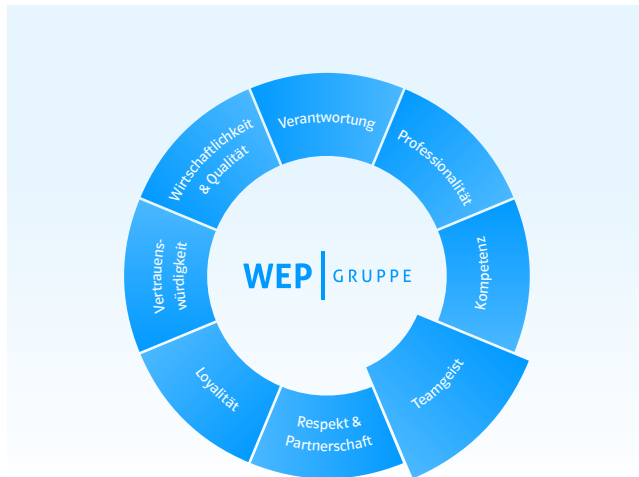 Verantwortung
Professionalität
Kompetenz
Teamgeist
Respekt &
Partnerschaft
Loyalität
Vertrauens-
würdigkeit
Wirtschaftlichkeit
& Qualität
WEP GRUPPE